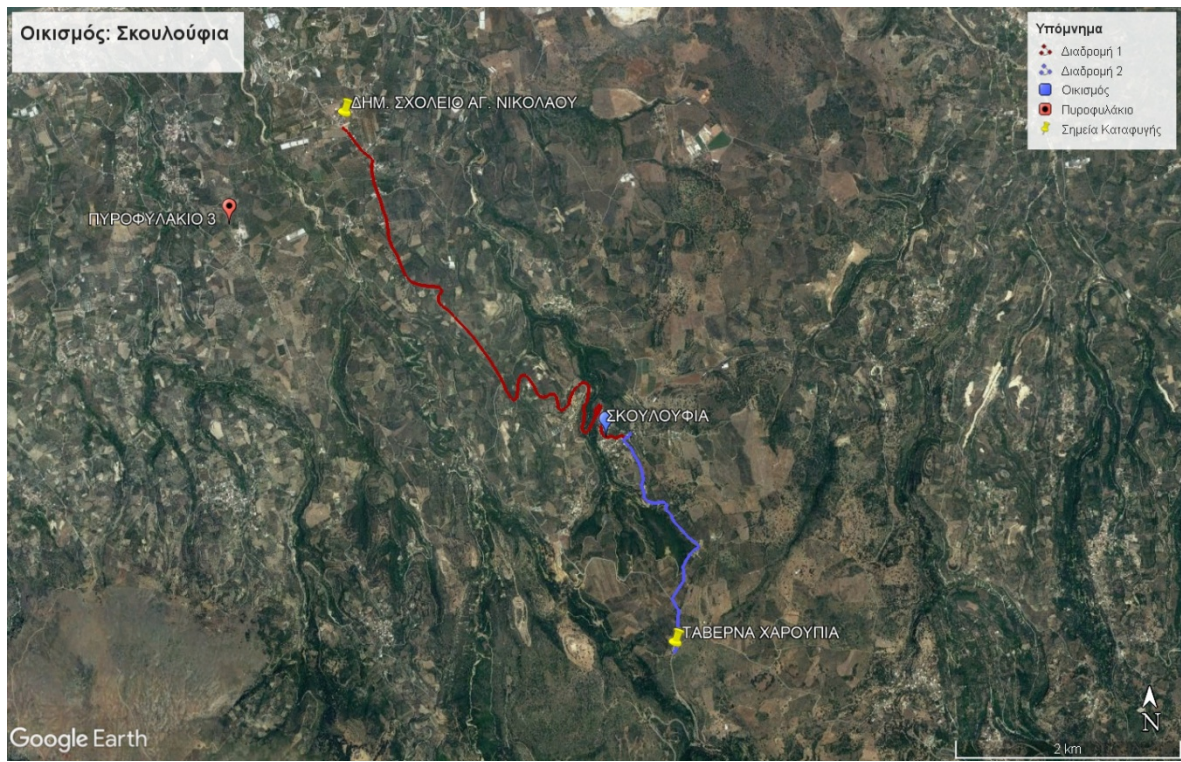 Οικισμός: Σκουλούφια
Υπόμνημα
Διαδρομή 1
Διαδρομή 2
Οικισμός
Πυροφυλάκιο
Σημεία Καταφυγής
ΔΗΜ. ΣΧΟΛΕΙΟ ΑΓ. ΝΙΚΟΛΑΟΥ
ΠΥΡΟΦΥΛΑΚΙΟ 3
ΣΚΟΥΛΟΥΦΙΑ
ΤΑΒΕΡΝΑ ΧΑΡΟΥΠΙΑ
N
Google Earth
2 km